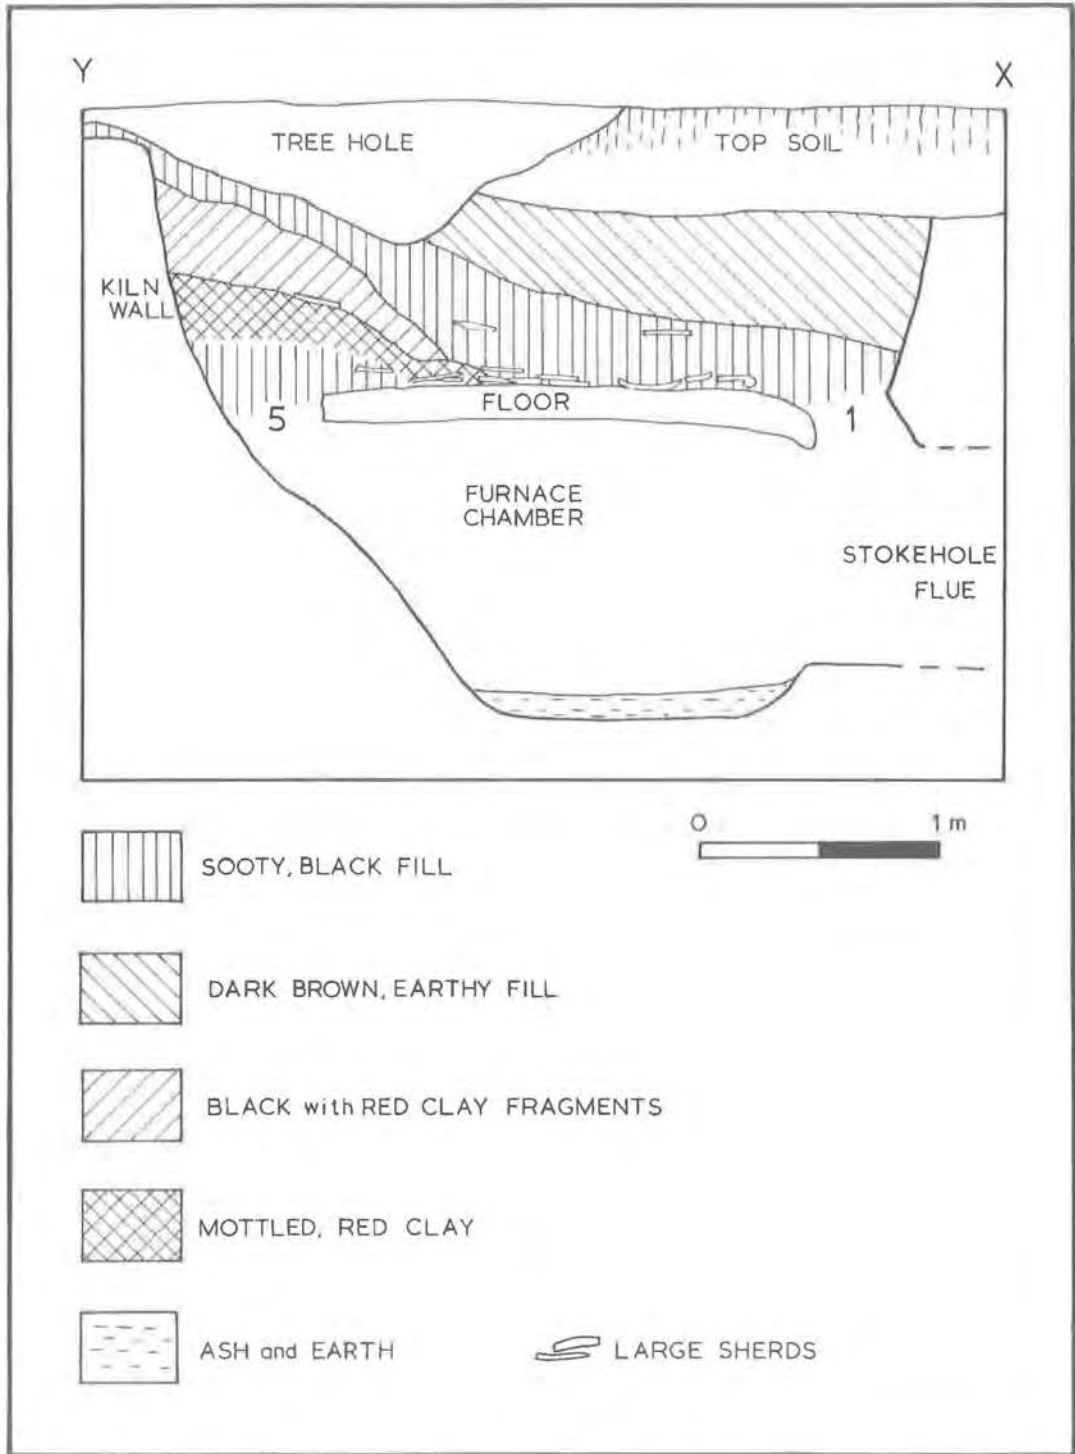 Y
X
TREE HOLE
TOP SOIL
KILN
WALL
FLOOR
5
1
FURNACE
CHAMBER
STOKEHOLE
FLUE
0 1 m
SOOTY, BLACK FILL
DARK BROWN, EARTHY FILL
BLACK with RED CLAY FRAGMENTS
MOTTLED, RED CLAY
ASH and EARTH
LARGE SHERDS